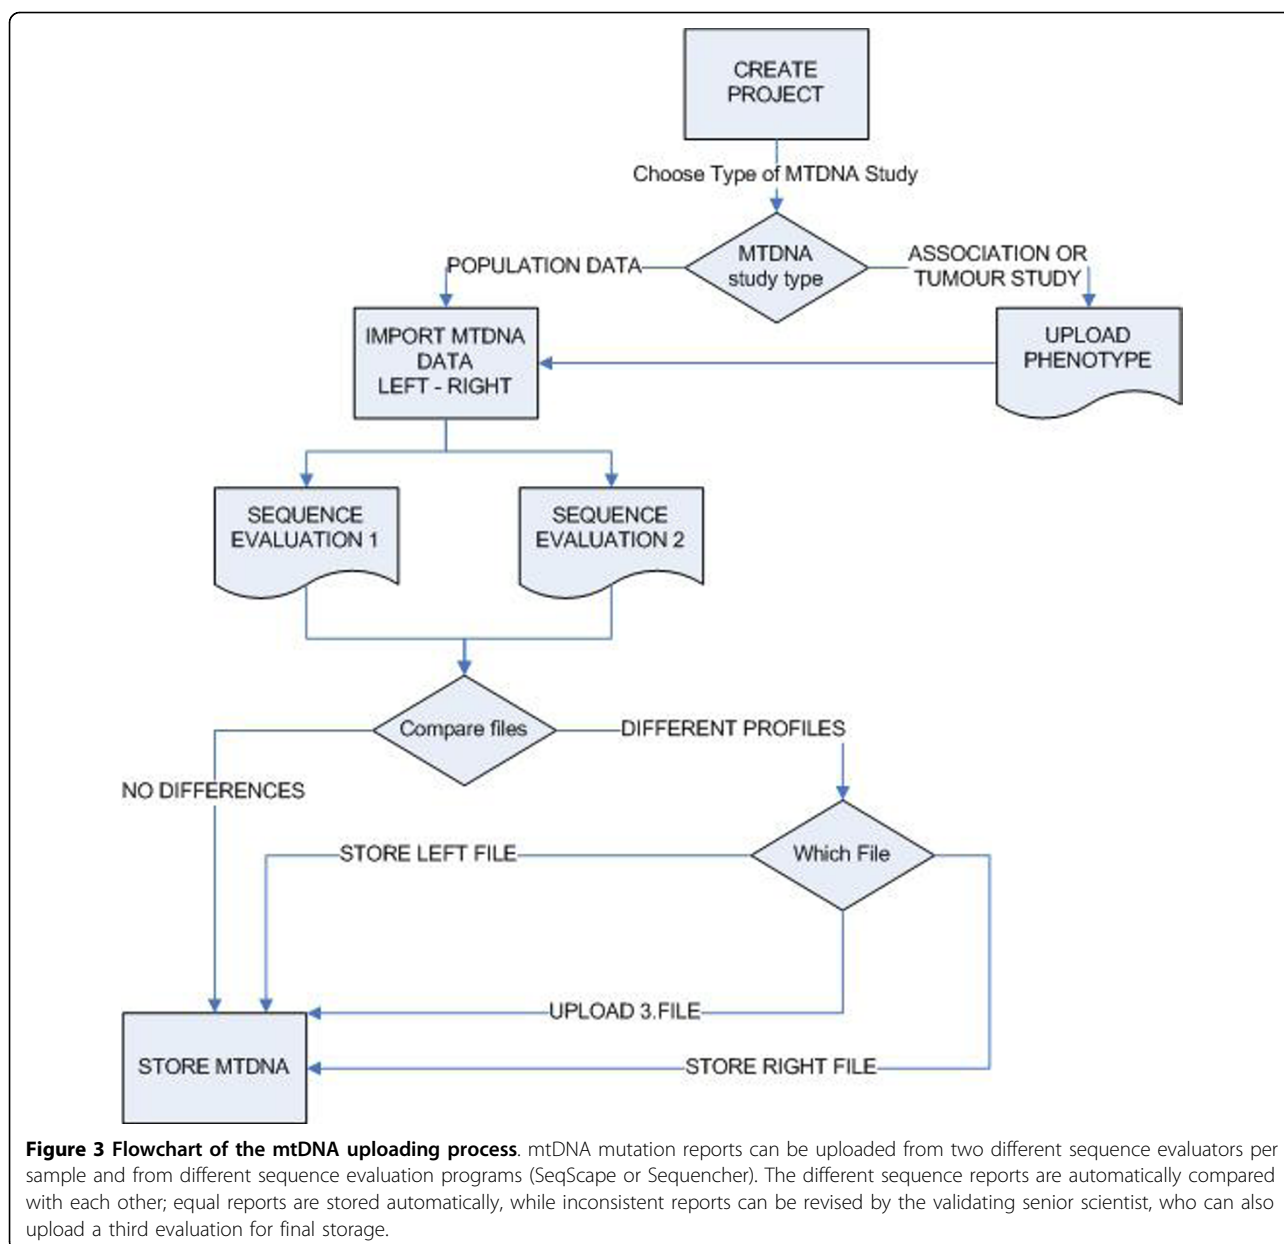 CREATE
PROJECT
Choose Type of MTDNA Study
MTDNA
study type
POPULATION DATA
ASSOCIATION OR
TUMOUR STUDY
IMPORT MTDNA
DATA
LEFT - RIGHT
UPLOAD
PHENOTYPE
SEQUENCE
EVALUATION 1
SEQUENCE
EVALUATION 2
Compare files
DIFFERENT PROFILES
NO DIFFERENCES
STORE LEFT FILE
Which File
UPLOAD 3.FILE
STORE MTDNA
STORE RIGHT FILE
Figure 3 Flowchart of the mtDNA uploading process. mtDNA mutation reports can be uploaded from two different sequence evaluators per
sample and from different sequence evaluation programs (SeqScape or Sequencher). The different sequence reports are automatically compared
with each other; equal reports are stored automatically, while inconsistent reports can be revised by the validating senior scientist, who can also
upload a third evaluation for final storage.